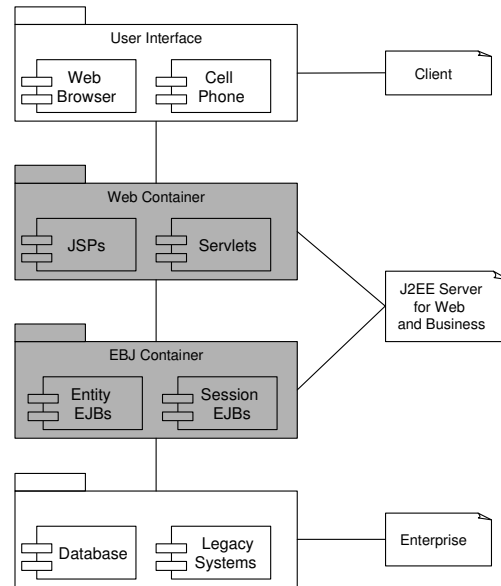 User Interface
Web
Browser
Cell
Phone
Client
Web Container
JSPs
Servlets
J2EE Server
for Web
and Business
EBJ Container
Entity
EJBs
Session
EJBs
Database
Legacy
Systems
Enterprise